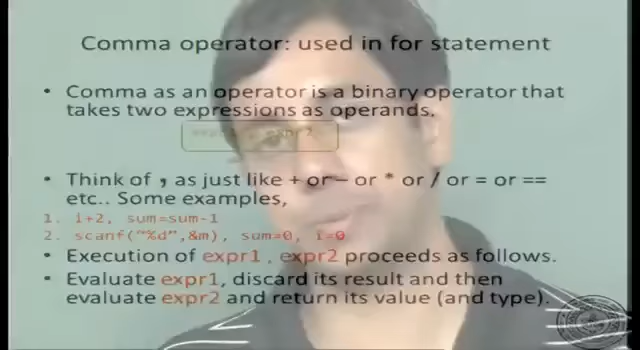 Comma operator: used in for statement
• Comma as an operator is a binary operator that
takes two expressions as operands.
expr1 , expr2
• Think of , as just like + or – or * or / or = or ==
etc.. Some examples,
1. i+2, sum=sum-1
2. scanf("%d",&m), sum=0, i=0
• Execution of expr1 , expr2 proceeds as follows.
• Evaluate expr1, discard its result and then
evaluate expr2 and return its value (and type).